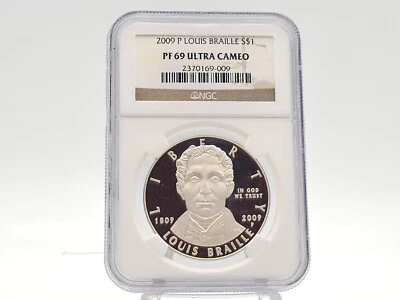 2009 P LOUIS BRAILLE S$1
PF 69 ULTRA CAMEO
2370169-009
NGC
LIBERTY
IN GOD
WE TRUST
1809 2009
P
LOUIS BRAILLE